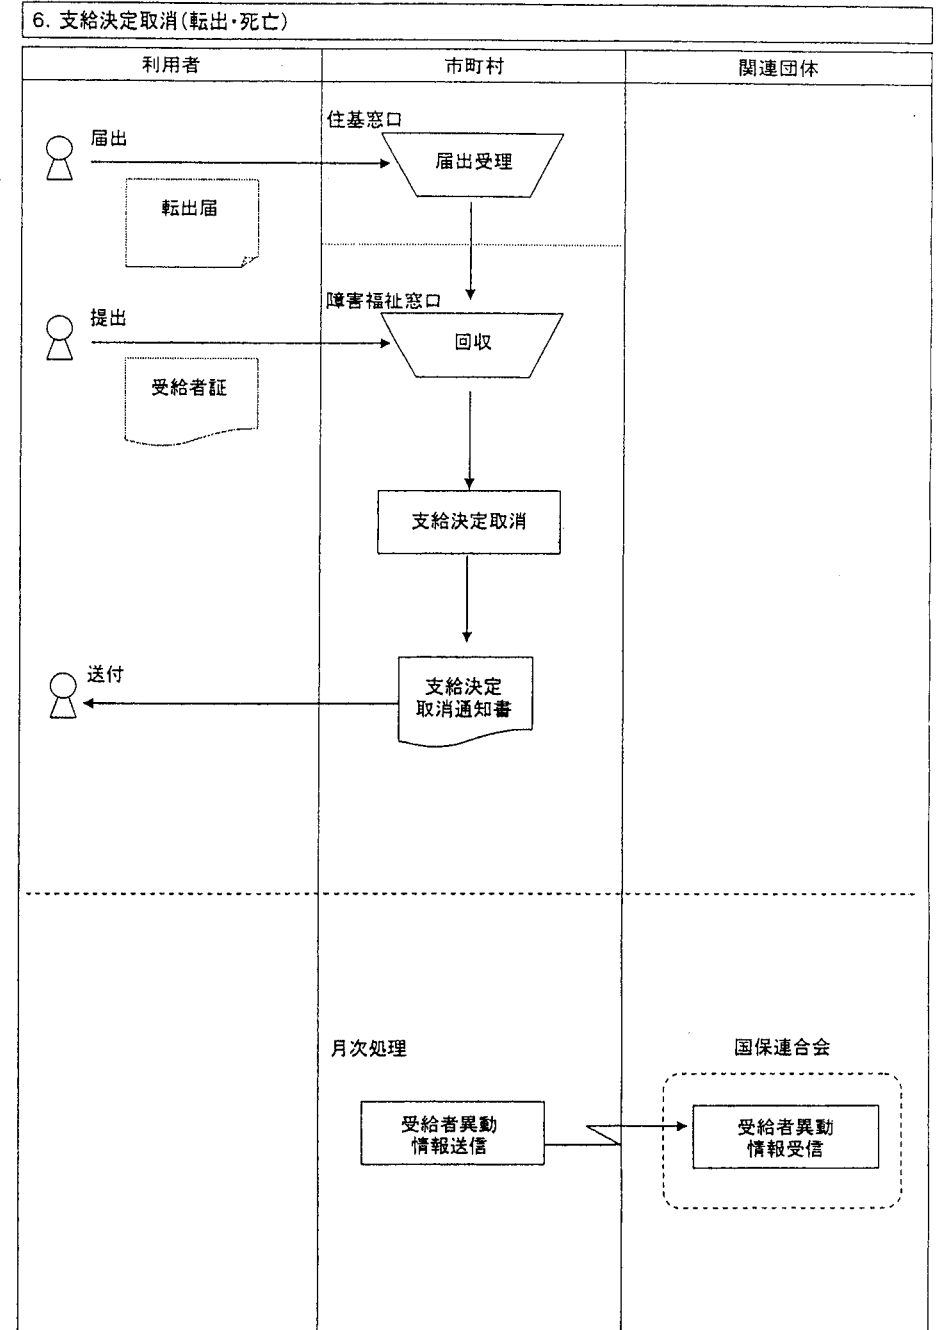 6．支給決定取消（転出・死亡）
利用者
市町村
関連団体
住基窓口
届出
届出受理
転出届
障害福祉窓口
提出
回収
受給者証
支給決定取消
送付
支給決定
取消通知書
月次処理
国保連合会
受給者異動
情報送信
受給者異動
情報受信